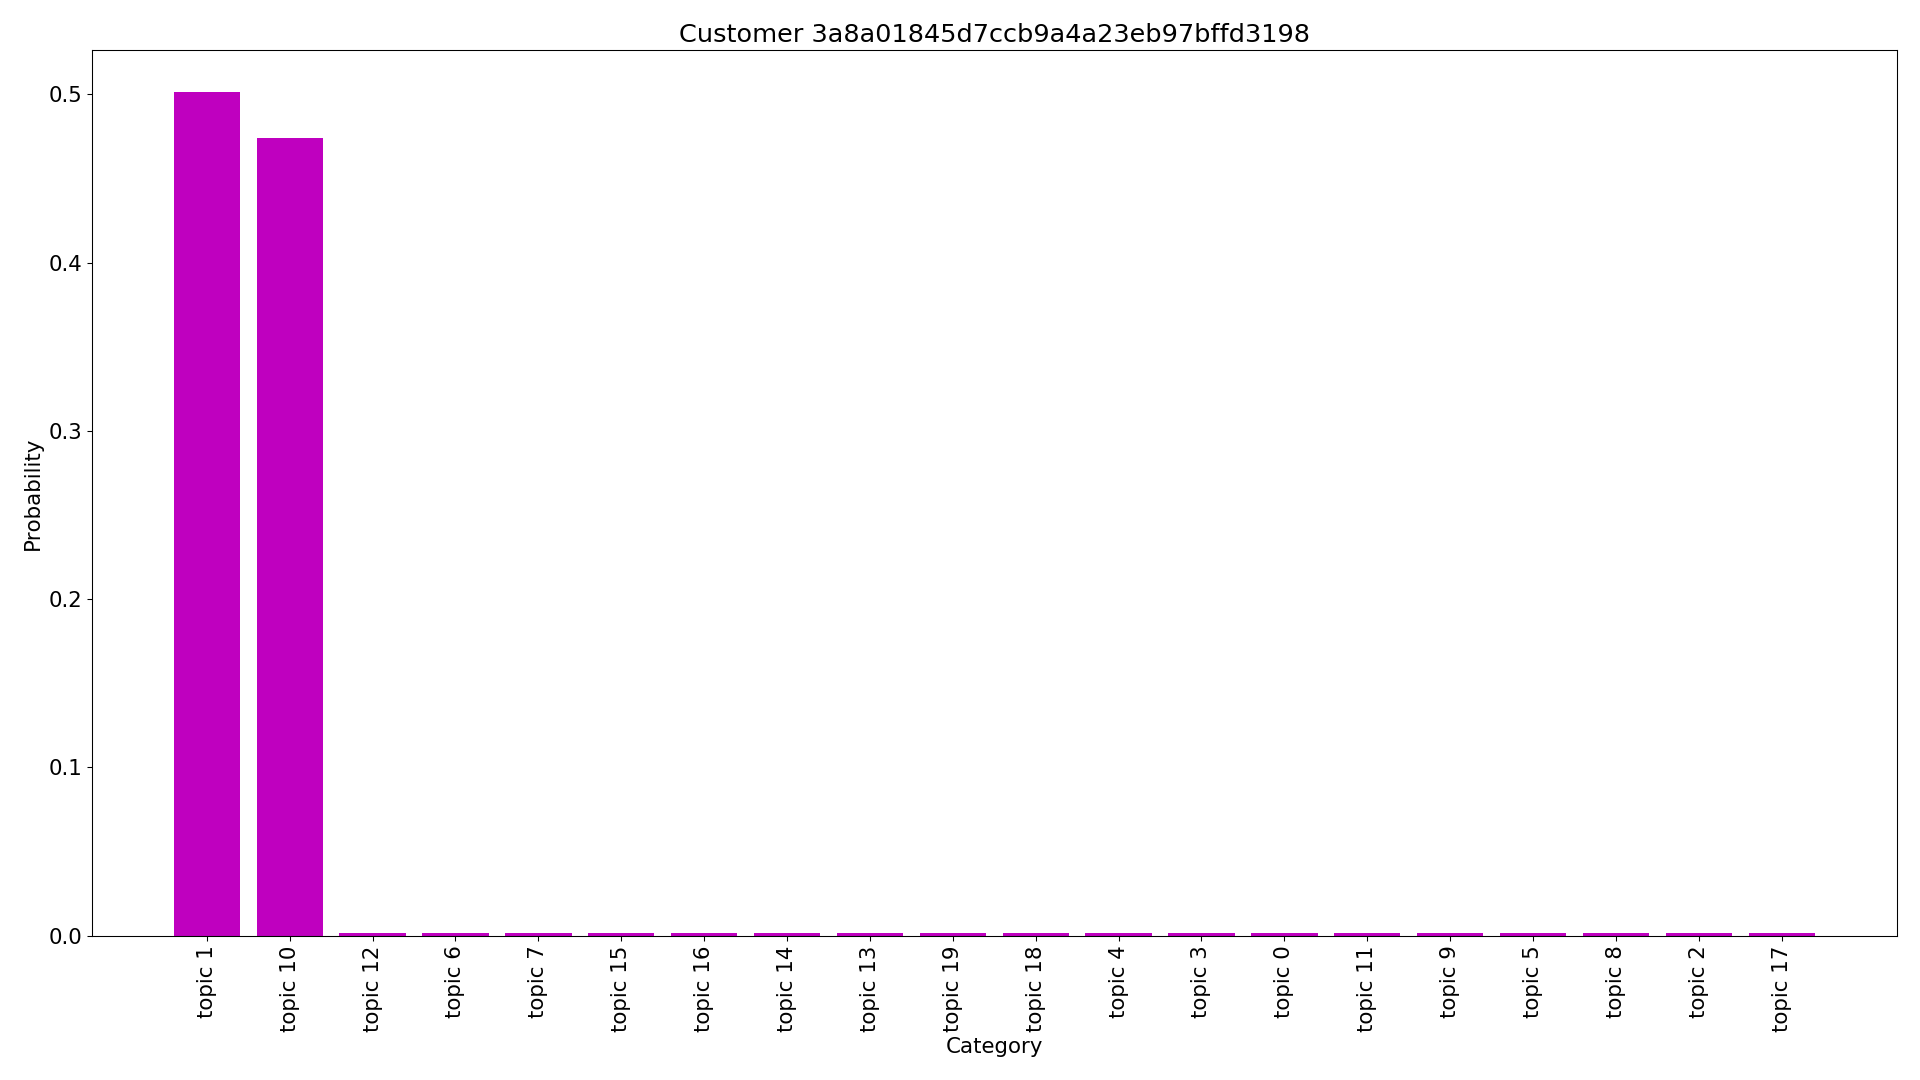 Customer 3a8a01845d7ccb9a4a23eb97bffd3198
Probability
0.5
0.4
0.3
0.2
0.1
0.0
topic 1
topic 10
topic 12
topic 6
topic 7
topic 15
topic 16
topic 14
topic 13
topic 19
topic 18
topic 4
topic 3
topic 0
topic 11
topic 9
topic 5
topic 8
topic 2
topic 17
Category